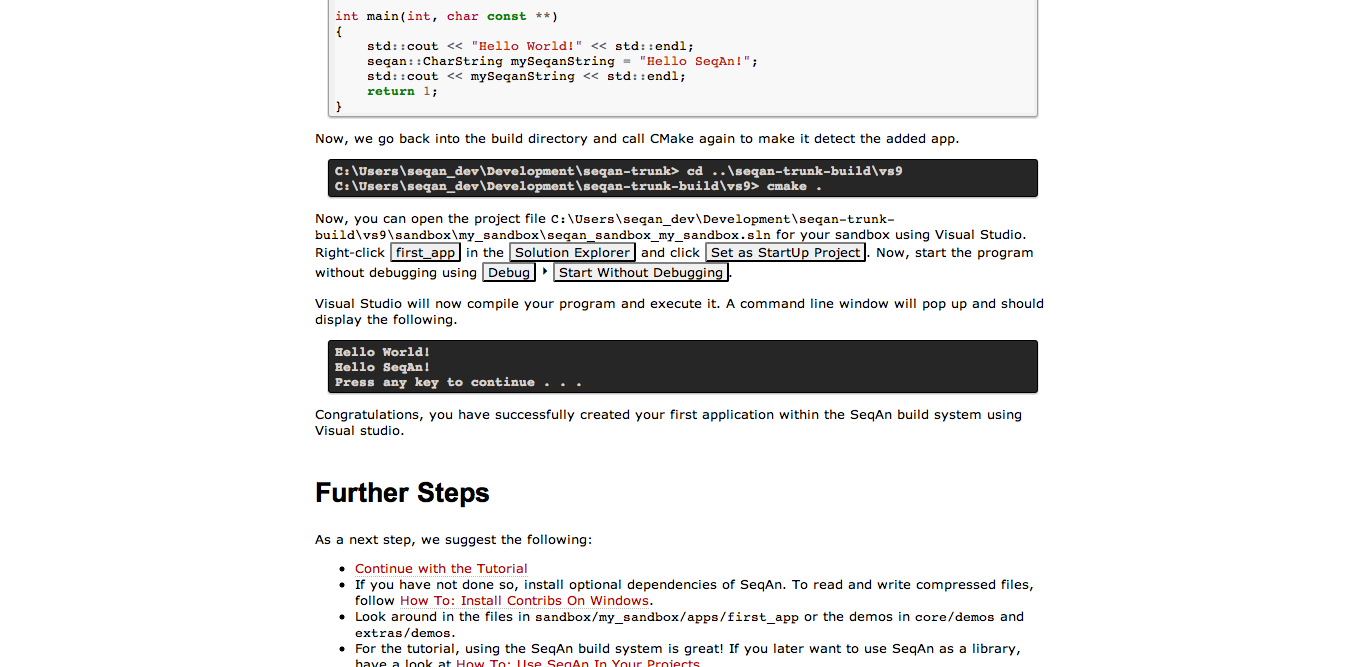 int main(int, char const **)
{
    std::cout << "Hello World!" << std::endl;
    seqan::CharString mySeqanString = "Hello SeqAn!";
    std::cout << mySeqanString << std::endl;
    return 1;
}
Now, we go back into the build directory and call CMake again to make it detect the added app.
C:\Users\seqan_dev\Development\seqan-trunk> cd ..\seqan-trunk-build\vs9
C:\Users\seqan_dev\Development\seqan-trunk-build\vs9> cmake .
Now, you can open the project file C:\Users\seqan_dev\Development\seqan-trunk-
build\vs9\sandbox\my_sandbox\seqan_sandbox_my_sandbox.sln for your sandbox using Visual Studio.
Right-click first_app in the Solution Explorer and click Set as StartUp Project. Now, start the program
without debugging using Debug ‣ Start Without Debugging.
Visual Studio will now compile your program and execute it. A command line window will pop up and should
display the following.
Hello World!
Hello SeqAn!
Press any key to continue . . .
Congratulations, you have successfully created your first application within the SeqAn build system using
Visual studio.
Further Steps
As a next step, we suggest the following:
• Continue with the Tutorial
• If you have not done so, install optional dependencies of SeqAn. To read and write compressed files,
follow How To: Install Contribs On Windows.
• Look around in the files in sandbox/my_sandbox/apps/first_app or the demos in core/demos and
extras/demos.
• For the tutorial, using the SeqAn build system is great! If you later want to use SeqAn as a library,
have a look at How To: Use SeqAn In Your Projects.